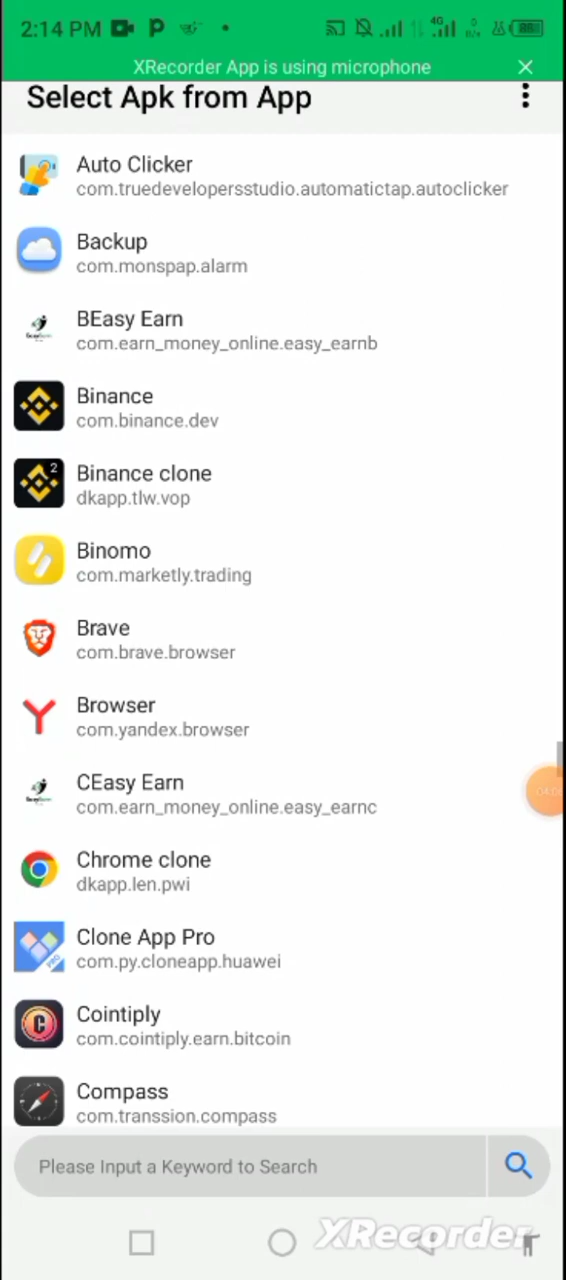 2:14 PM
4G
88
XRecorder App is using microphone
Select Apk from App
Auto Clicker
com.truedevelopersstudio.automatictap.autoclicker
Backup
com.monspap.alarm
BEasy Earn
com.earn_money_online.easy_earnb
Binance
com.binance.dev
2
Binance clone
dkapp.tlw.vop
Binomo
com.marketly.trading
Brave
com.brave.browser
Browser
com.yandex.browser
CEasy Earn
com.earn_money_online.easy_earnc
Chrome clone
dkapp.len.pwi
Clone App Pro
com.py.cloneapp.huawei
PRO
Cointiply
com.cointiply.earn.bitcoin
Compass
com.transsion.compass
Please Input a Keyword to Search
XRecorder